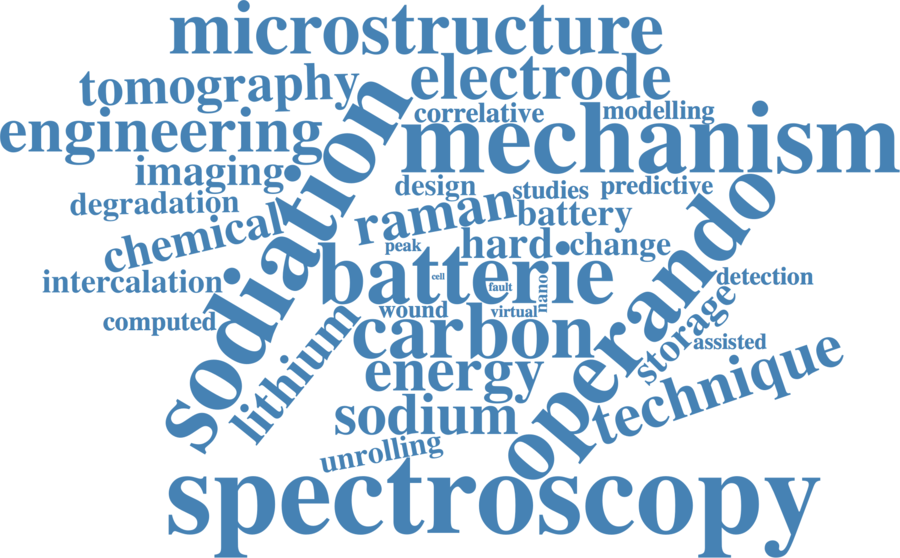 microstructure
tomography
electrode
correlative
modelling
engineering
mechanism
imaging
design
studies
predictive
degradation
sodiation
raman
battery
operando
chemical
peak
hard
change
intercalation
batterie
cell
fault
nano
detection
computed
wound
virtual
storage
lithium
carbon
assisted
energy
technique
sodium
unrolling
spectroscopy